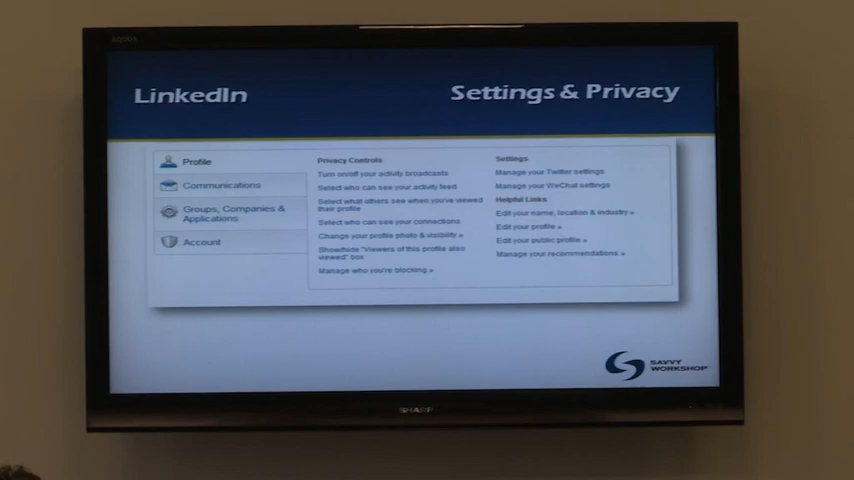 AQUOS
LinkedIn
Settings & Privacy
Profile
Communications
Groups, Companies &
Applications
Account
Privacy Controls
Turn on/off your activity broadcasts
Select who can see your activity feed
Select what others see when you've viewed
their profile
Select who can see your connections
Change your profile photo & visibility »
Show/hide "Viewers of this profile also
viewed" box
Manage who you're blocking »
Settings
Manage your Twitter settings
Manage your WeChat settings
Helpful Links
Edit your name, location & industry »
Edit your profile »
Edit your public profile »
Manage your recommendations »
SAVVY
WORKSHOP
SHARP